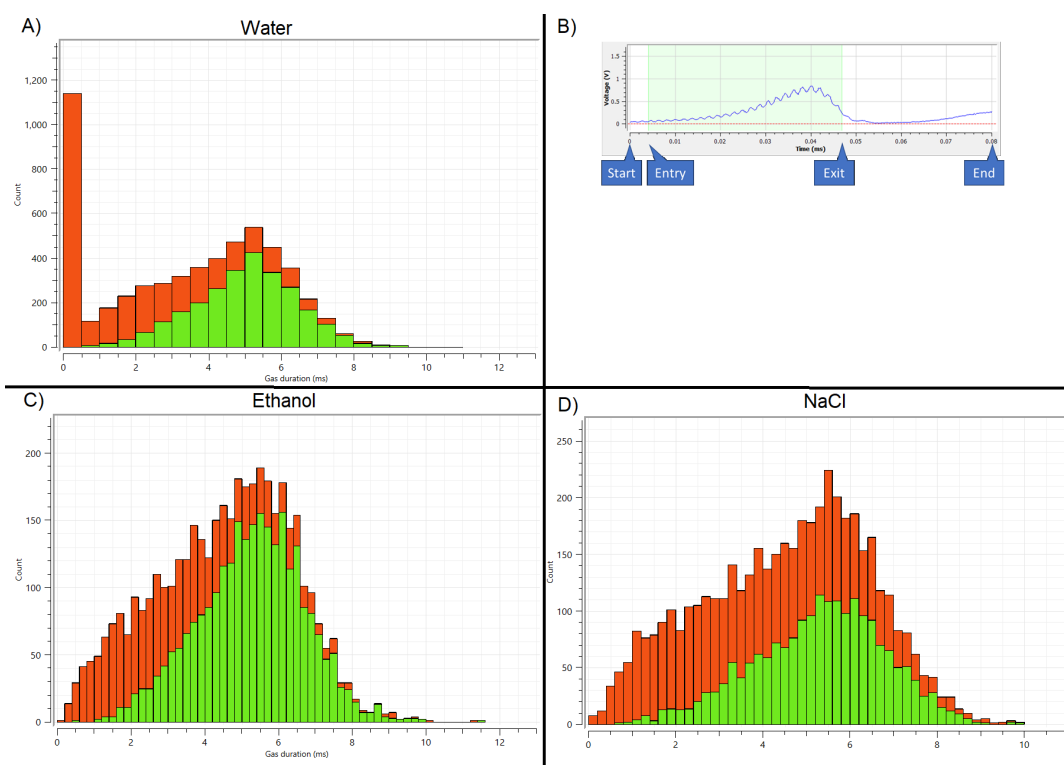 A)
Water
1,200
1,000
800
600
400
200
0
Count
0 2 4 6 8 10 12
Gas duration (ms)
B)
1.5
1
0.5
0
Voltage (V)
0 0.01 0.02 0.03 0.04 0.05 0.06 0.07 0.08
Time (ms)
Start Entry Exit End
C)
Ethanol
200
150
100
50
0
Count
0 2 4 6 8 10 12
Gas duration (ms)
D)
NaCl
250
200
150
100
50
0
Count
0 2 4 6 8 10